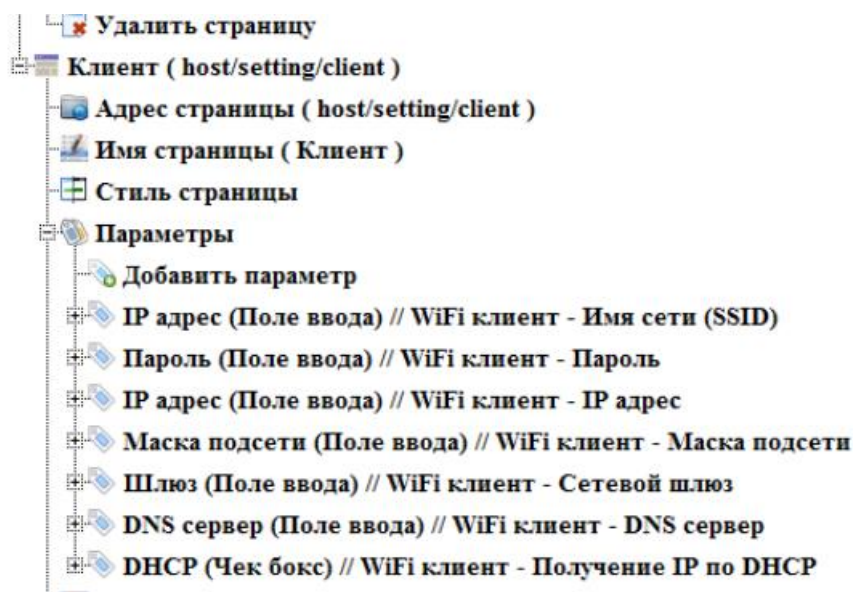 Удалить страницу
Клиент ( host/setting/client )
Адрес страницы ( host/setting/client )
Имя страницы ( Клиент )
Стиль страницы
Параметры
Добавить параметр
IP адрес (Поле ввода) // WiFi клиент - Имя сети (SSID)
Пароль (Поле ввода) // WiFi клиент - Пароль
IP адрес (Поле ввода) // WiFi клиент - IP адрес
Маска подсети (Поле ввода) // WiFi клиент - Маска подсети
Шлюз (Поле ввода) // WiFi клиент - Сетевой шлюз
DNS сервер (Поле ввода) // WiFi клиент - DNS сервер
DHCP (Чек бокс) // WiFi клиент - Получение IP по DHCP